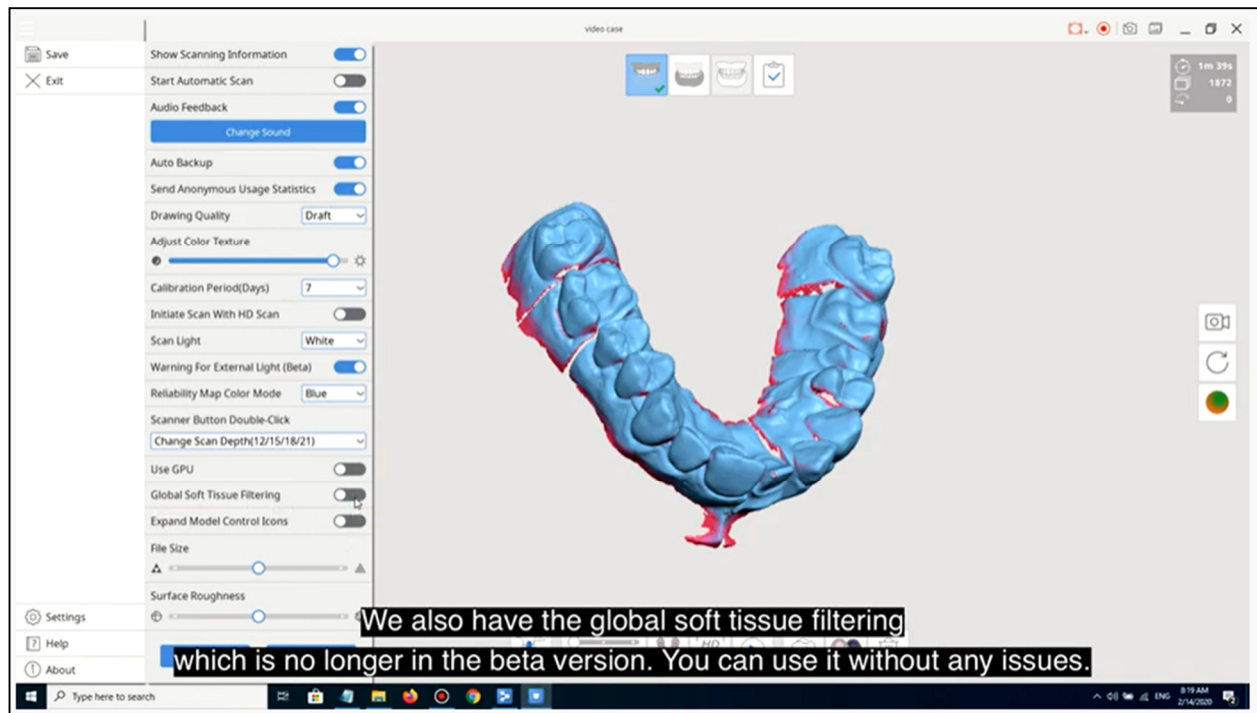 video case
Save
Exit
Show Scanning Information
Start Automatic Scan
Audio Feedback
Change Sound
Auto Backup
Send Anonymous Usage Statistics
Drawing Quality Draft
Adjust Color Texture
Calibration Period(Days) 7
Initiate Scan With HD Scan
Scan Light White
Warning For External Light (Beta)
Reliability Map Color Mode Blue
Scanner Button Double-Click
Change Scan Depth(12/15/18/21)
Use GPU
Global Soft Tissue Filtering
Expand Model Control Icons
File Size
Surface Roughness
Settings
Help
About
1m 39s
1872
0
HD
We also have the global soft tissue filtering
which is no longer in the beta version. You can use it without any issues.
Type here to search
ENG
8:19 AM
2/14/2020